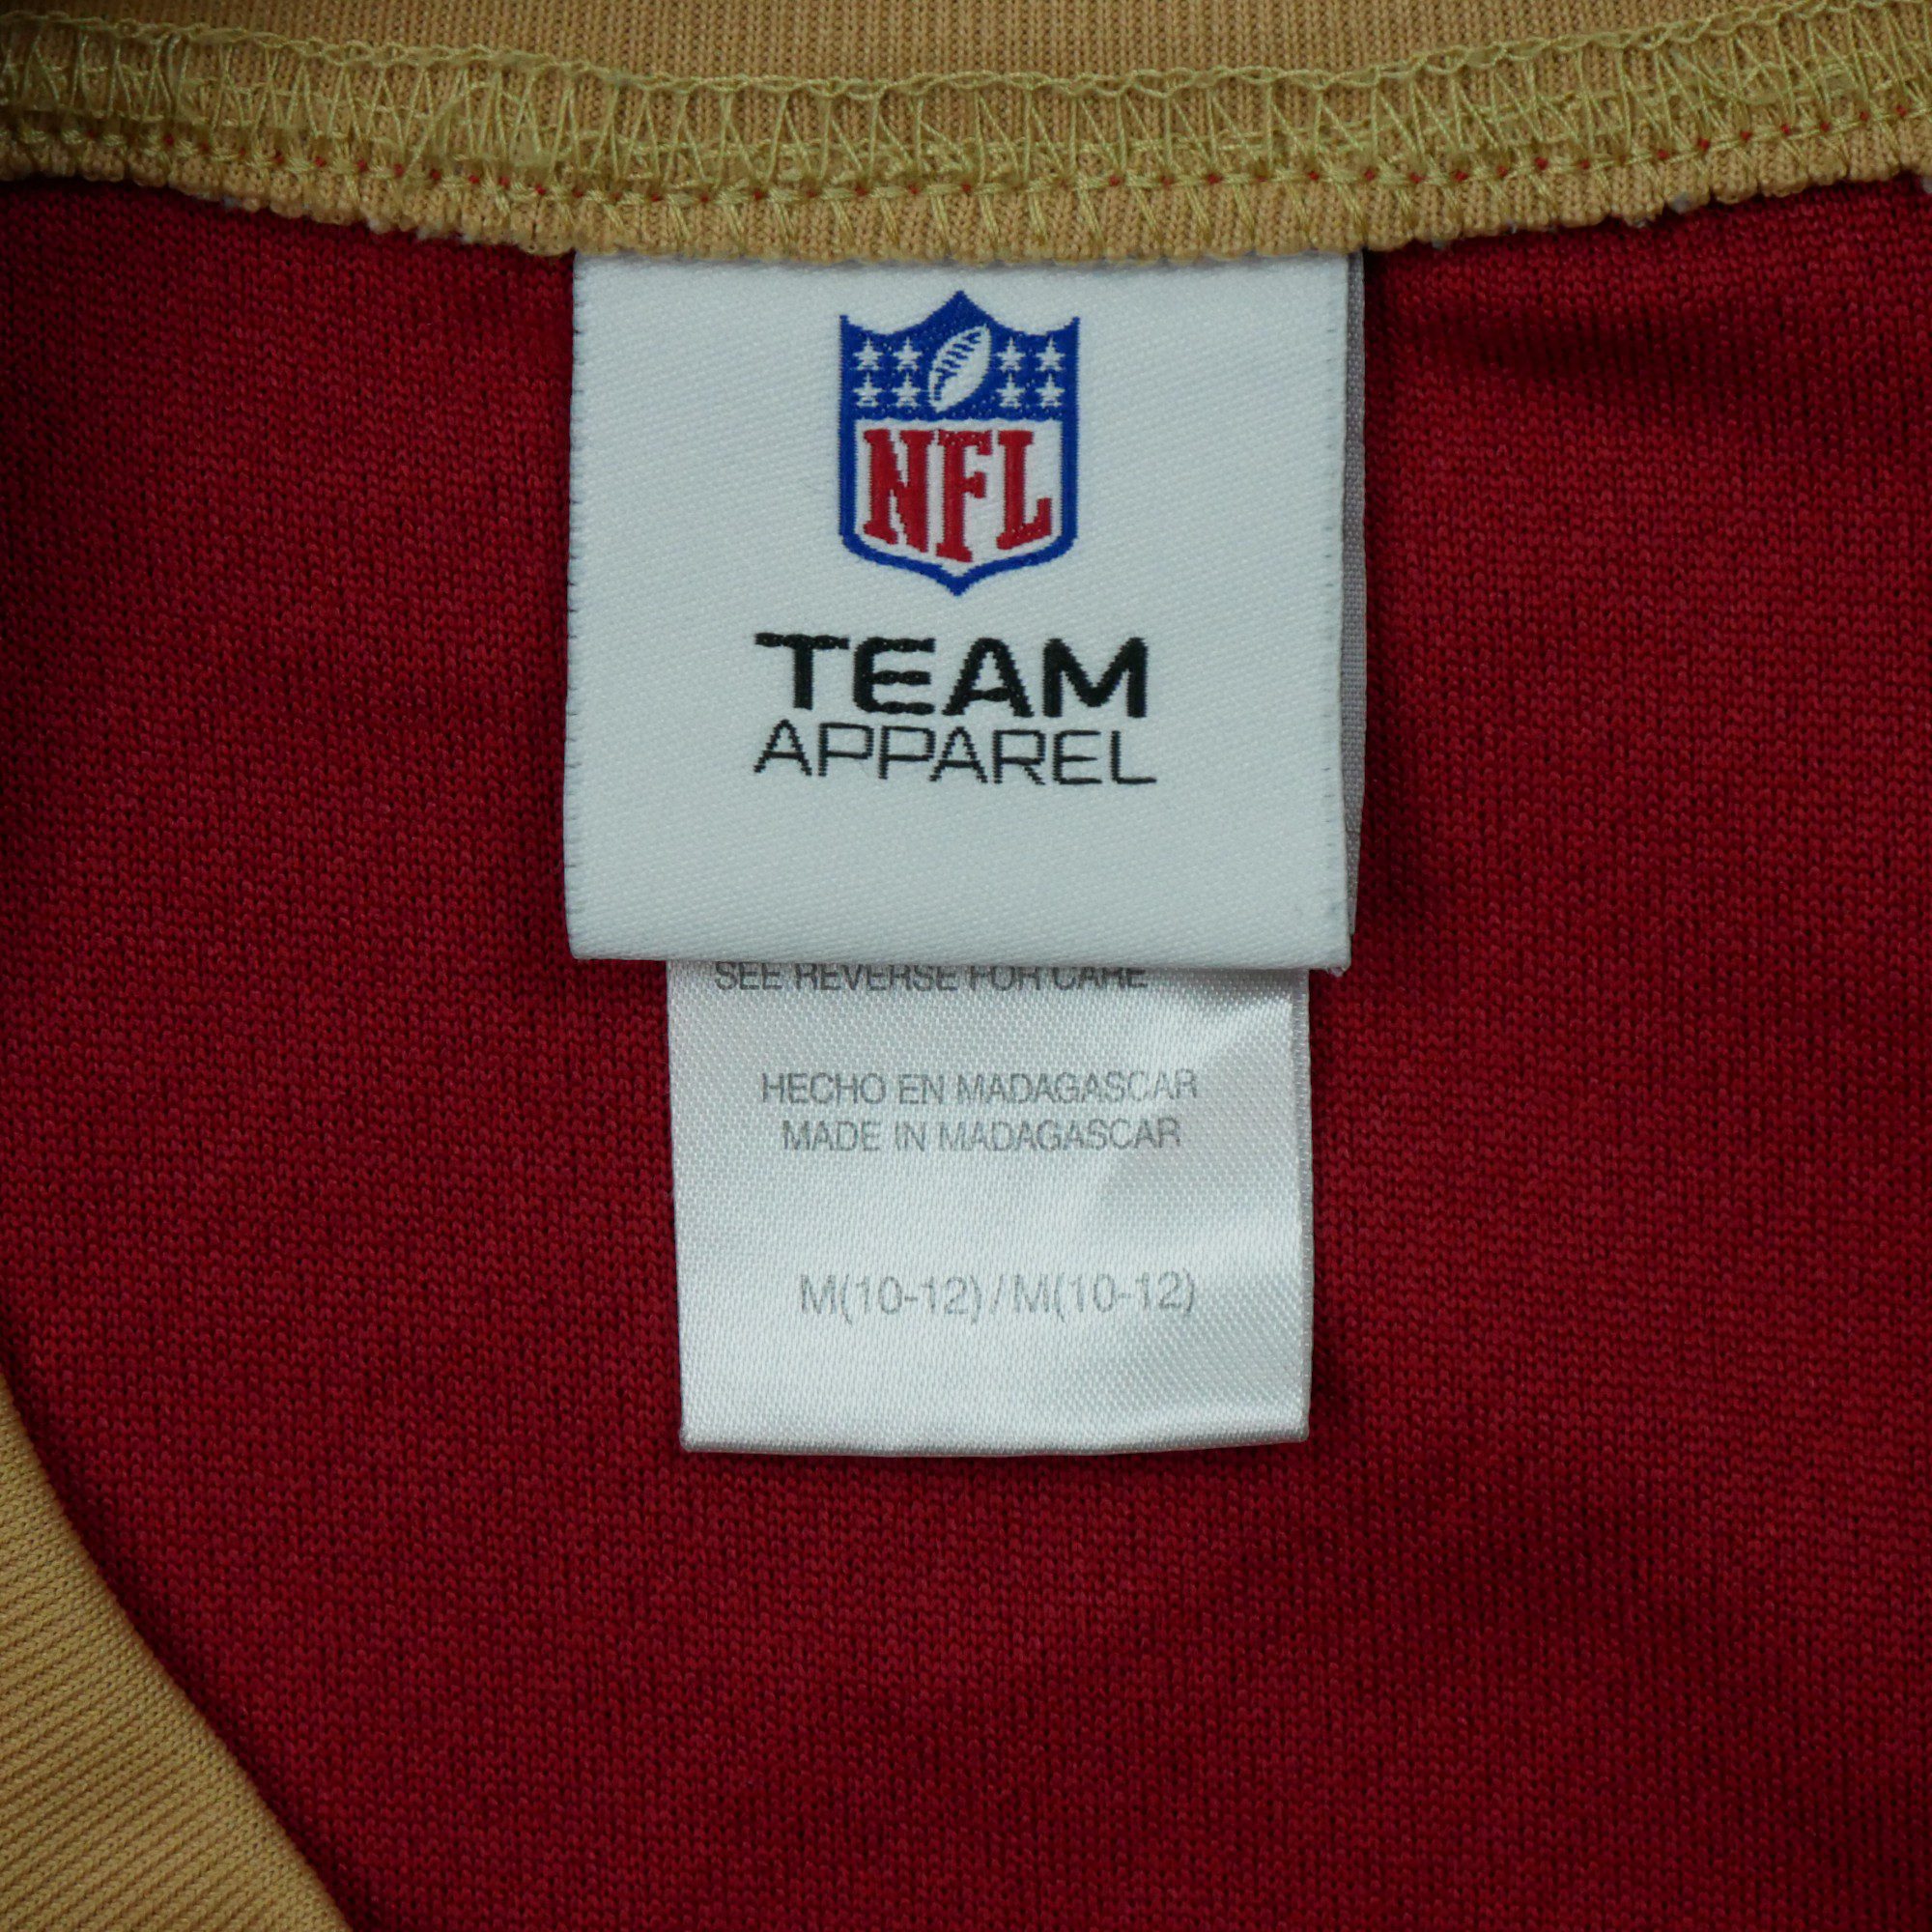 NFL
TEAM
APPAREL
SEE REVERSE FOR CARE
HECHO EN MADAGASCAR
MADE IN MADAGASCAR
M(10-12)/M(10-12)